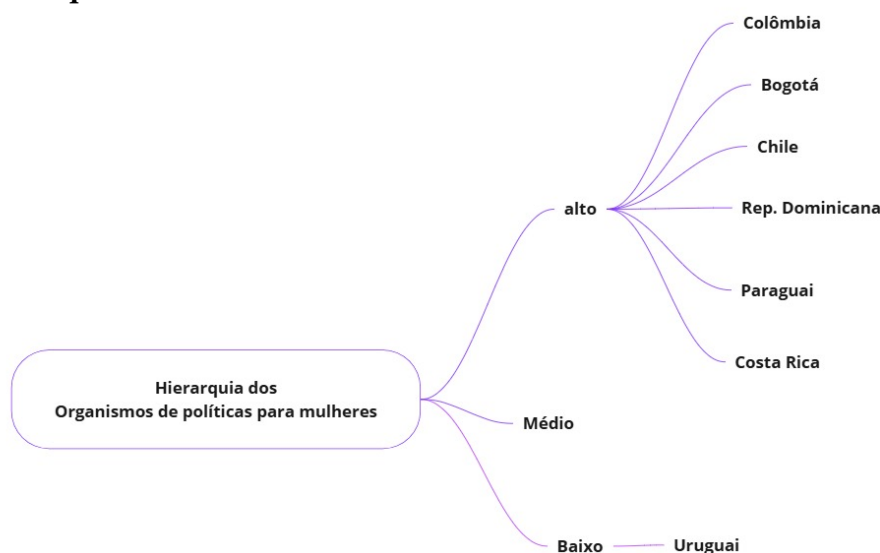 Colômbia
Bogotá
Chile
alto
Rep. Dominicana
Paraguai
Costa Rica
Hierarquia dos
Organismos de políticas para mulheres
Médio
Baixo
Uruguai